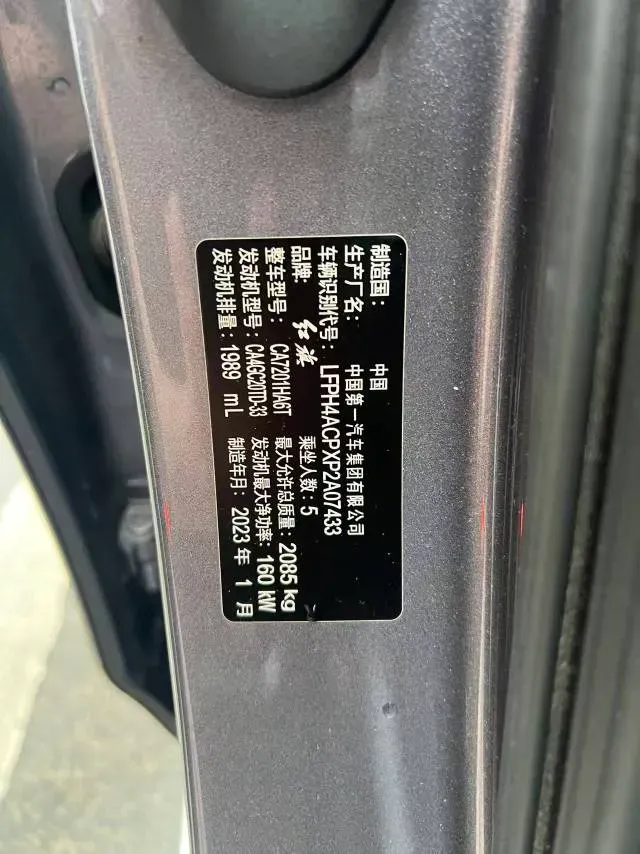 制造国: 中国
生产厂名: 中国第一汽车集团有限公司
车辆识别代号: LFPH4ACPXP2A07433
品牌: 红旗 乘坐人数: 5
整车型号: CA7201HA6T 最大允许总质量: 2085 kg
发动机型号: CA4GC20TD-33 发动机最大净功率: 160 kW
发动机排量: 1989 mL 制造年月: 2023 年 1 月